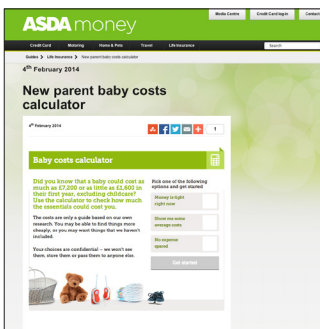 Media Centre Credit Card log-in Contact
ASDA money
Credit Card Motoring Home & Pets Travel Life Insurance Search
Guides > Life Insurance > New parent baby costs calculator
4th February 2014
New parent baby costs
calculator
4th February 2014
1
Baby costs calculator
Did you know that a baby could cost as
much as £7,200 or as little as £1,600 in
their first year, excluding childcare?
Use the calculator to check how much
the essentials could cost you.
The costs are only a guide based on our own
research. You may be able to find things more
cheaply, or you may want things that we haven't
included.
Your choices are confidential – we won't see
them, store them or pass them to anyone else.
Pick one of the following
options and get started
Money is tight
right now
Show me some
average costs
No expense
spared
Get started